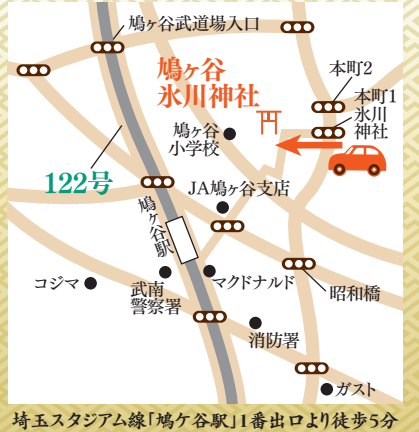 鳩ヶ谷武道場入口
鳩ヶ谷
氷川神社
本町2
本町1
氷川
神社
鳩ヶ谷
小学校
122号
JA鳩ヶ谷支店
鳩ヶ谷駅
コジマ
武南
警察署
マクドナルド
昭和橋
消防署
ガスト
埼玉スタジアム線「鳩ケ谷駅」1番出口より徒歩5分